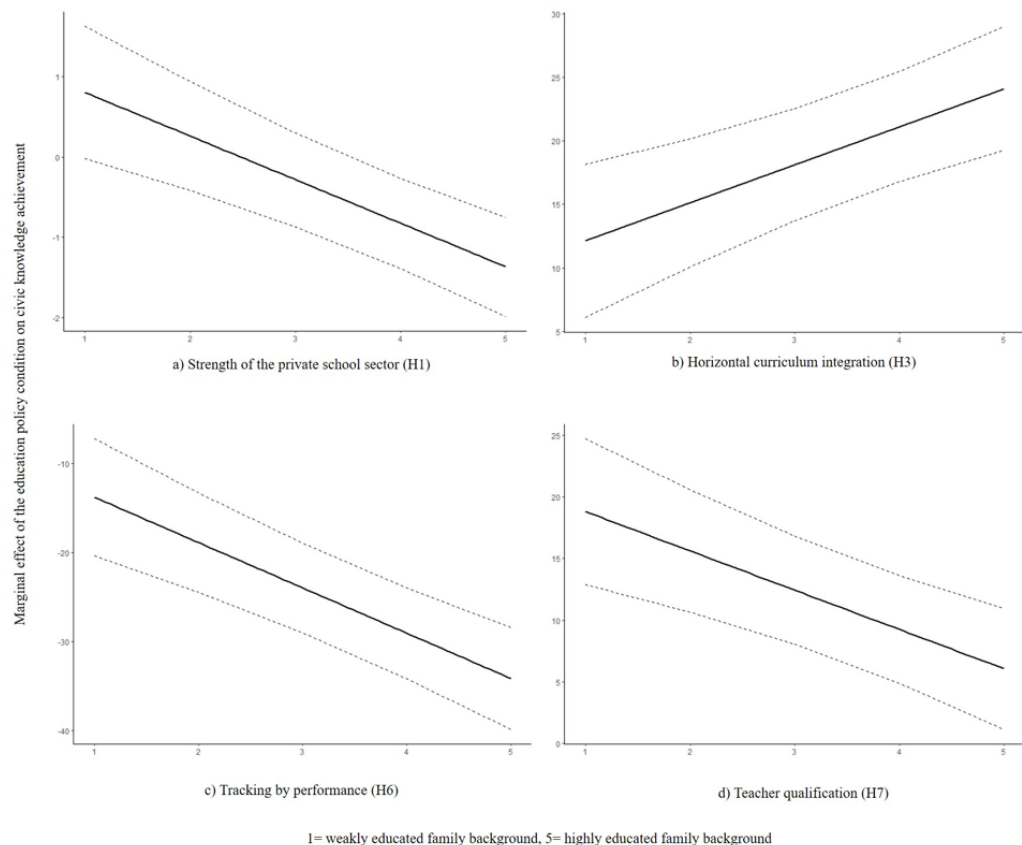 Marginal effect of the education policy condition on civic knowledge achievement
1
0
-1
-2
1 2 3 4 5
a) Strength of the private school sector (H1)
30
25
20
15
10
5
1 2 3 4 5
b) Horizontal curriculum integration (H3)
-10
-20
-30
-40
1 2 3 4 5
c) Tracking by performance (H6)
25
20
15
10
5
0
1 2 3 4 5
d) Teacher qualification (H7)
1= weakly educated family background, 5= highly educated family background